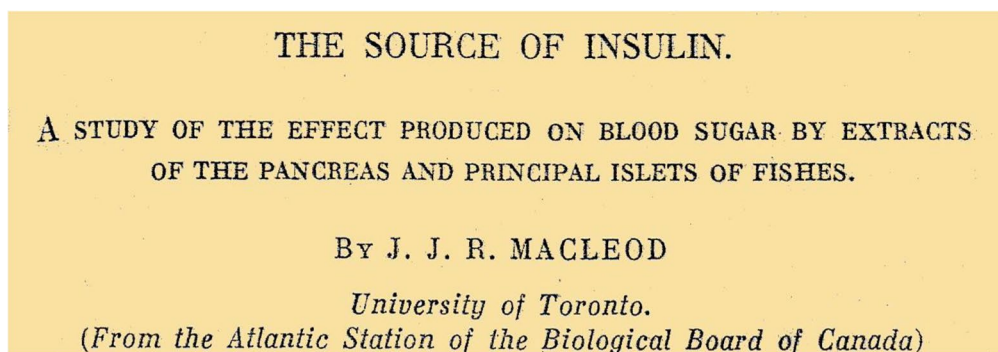 THE SOURCE OF INSULIN.
A STUDY OF THE EFFECT PRODUCED ON BLOOD SUGAR BY EXTRACTS
OF THE PANCREAS AND PRINCIPAL ISLETS OF FISHES.
BY J. J. R. MACLEOD
University of Toronto.
(From the Atlantic Station of the Biological Board of Canada)